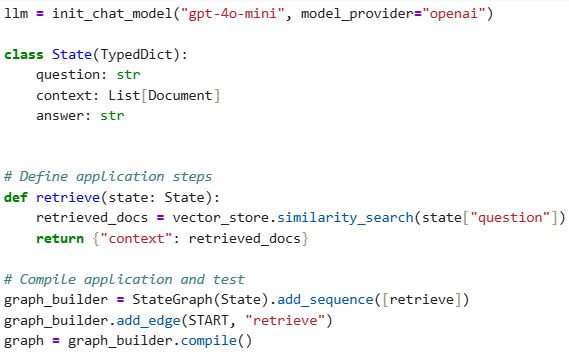 llm = init_chat_model("gpt-4o-mini", model_provider="openai")
class State(TypedDict):
    question: str
    context: List[Document]
    answer: str
# Define application steps
def retrieve(state: State):
    retrieved_docs = vector_store.similarity_search(state["question"])
    return {"context": retrieved_docs}
# Compile application and test
graph_builder = StateGraph(State).add_sequence([retrieve])
graph_builder.add_edge(START, "retrieve")
graph = graph_builder.compile()